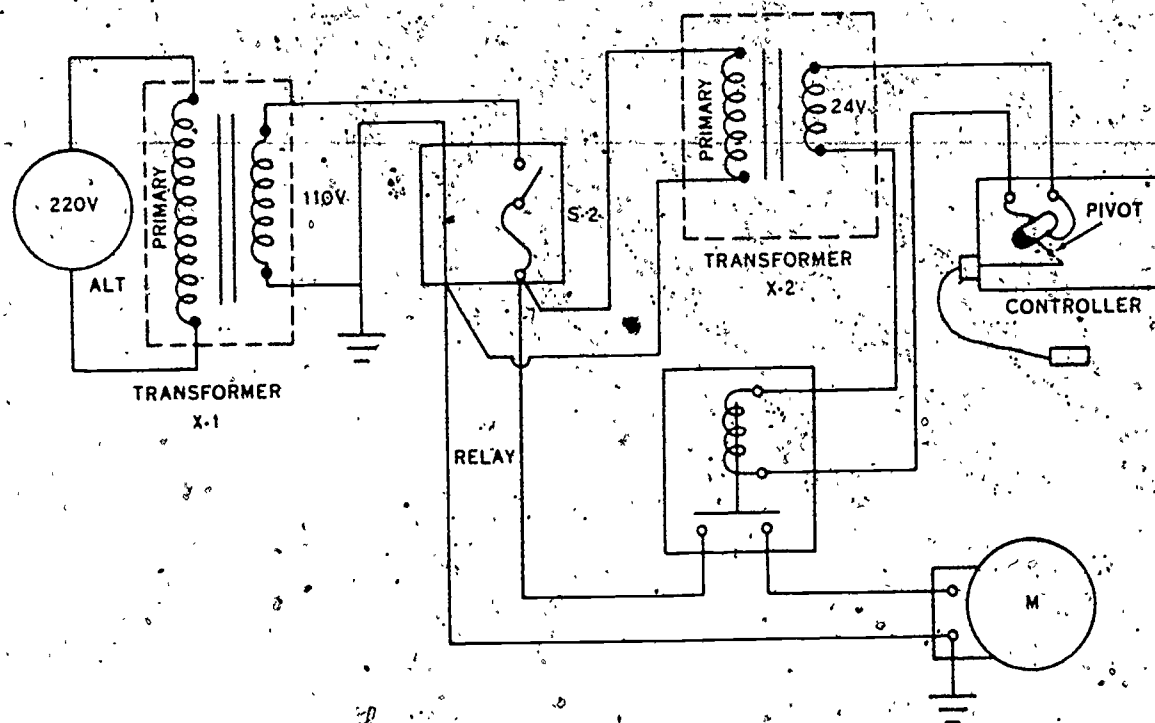 220V
ALT
PRIMARY
110V
TRANSFORMER
X-1
S-2
PRIMARY
24V
TRANSFORMER
X-2
PIVOT
CONTROLLER
RELAY
M